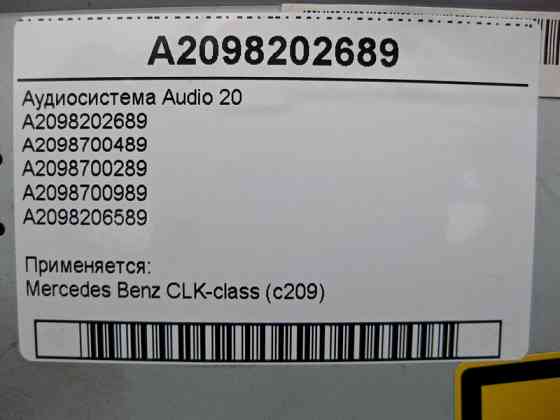 A2098202689
Аудиосистема Audio 20
A2098202689
A2098700489
A2098700289
A2098700989
A2098206589
Применяется:
Mercedes Benz CLK-class (c209)